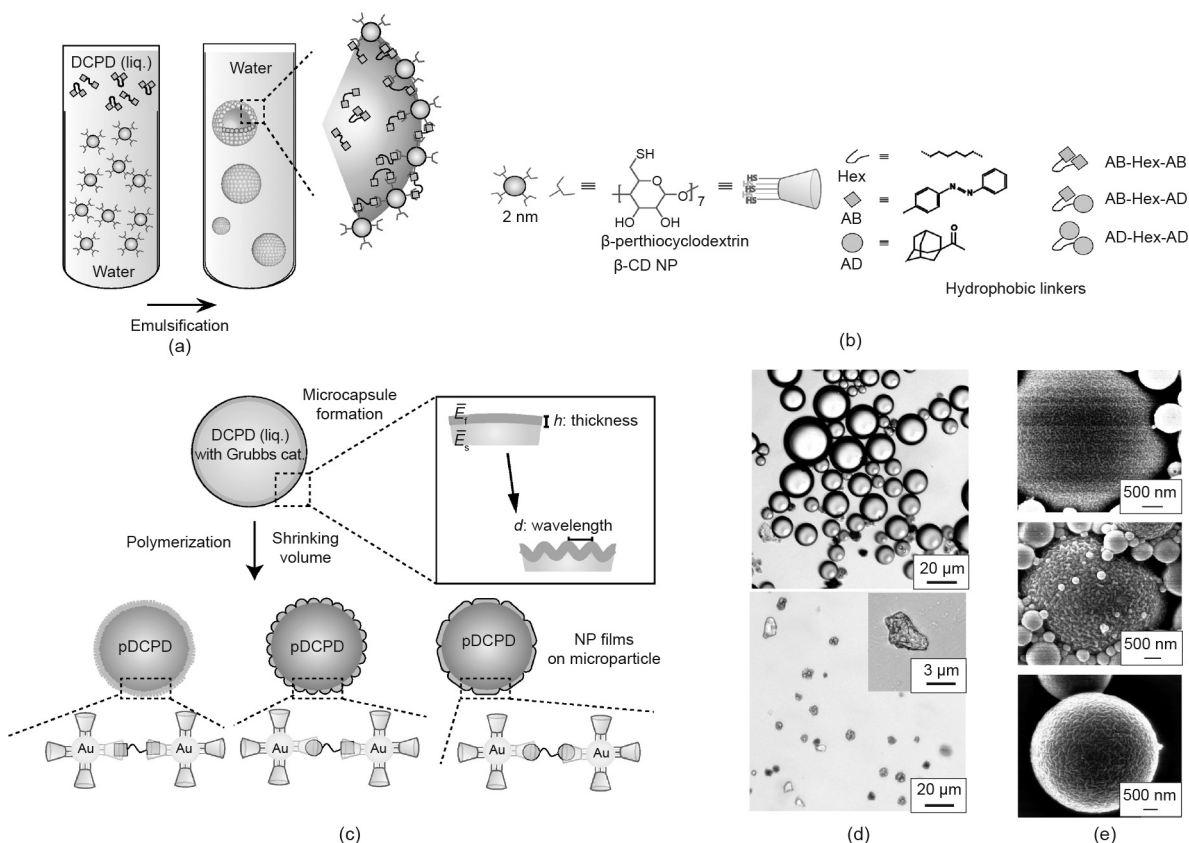 DCPD (liq.)
Water
Water
Emulsification
(a)
2 nm
SH
O
O
7
HO
OH
β-perthiocyclodextrin
β-CD NP
HS
HS
HS
Hex
AB
AD
N
N
O
AB-Hex-AB
AB-Hex-AD
AD-Hex-AD
Hydrophobic linkers
(b)
Microcapsule
formation
DCPD (liq.)
with Grubbs cat.
Polymerization
Shrinking
volume
E̅f
E̅s
h: thickness
d: wavelength
pDCPD
pDCPD
pDCPD
NP films
on microparticle
Au
Au
Au
Au
Au
Au
(c)
20 µm
3 µm
20 µm
(d)
500 nm
500 nm
500 nm
(e)